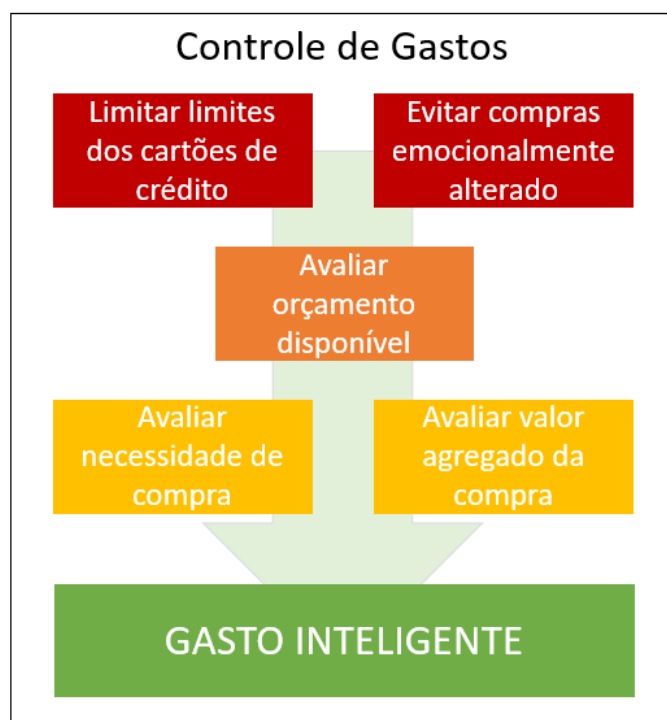 Controle de Gastos
Limitar limites
dos cartões de
crédito
Evitar compras
emocionalmente
alterado
Avaliar
orçamento
disponível
Avaliar
necessidade de
compra
Avaliar valor
agregado da
compra
GASTO INTELIGENTE